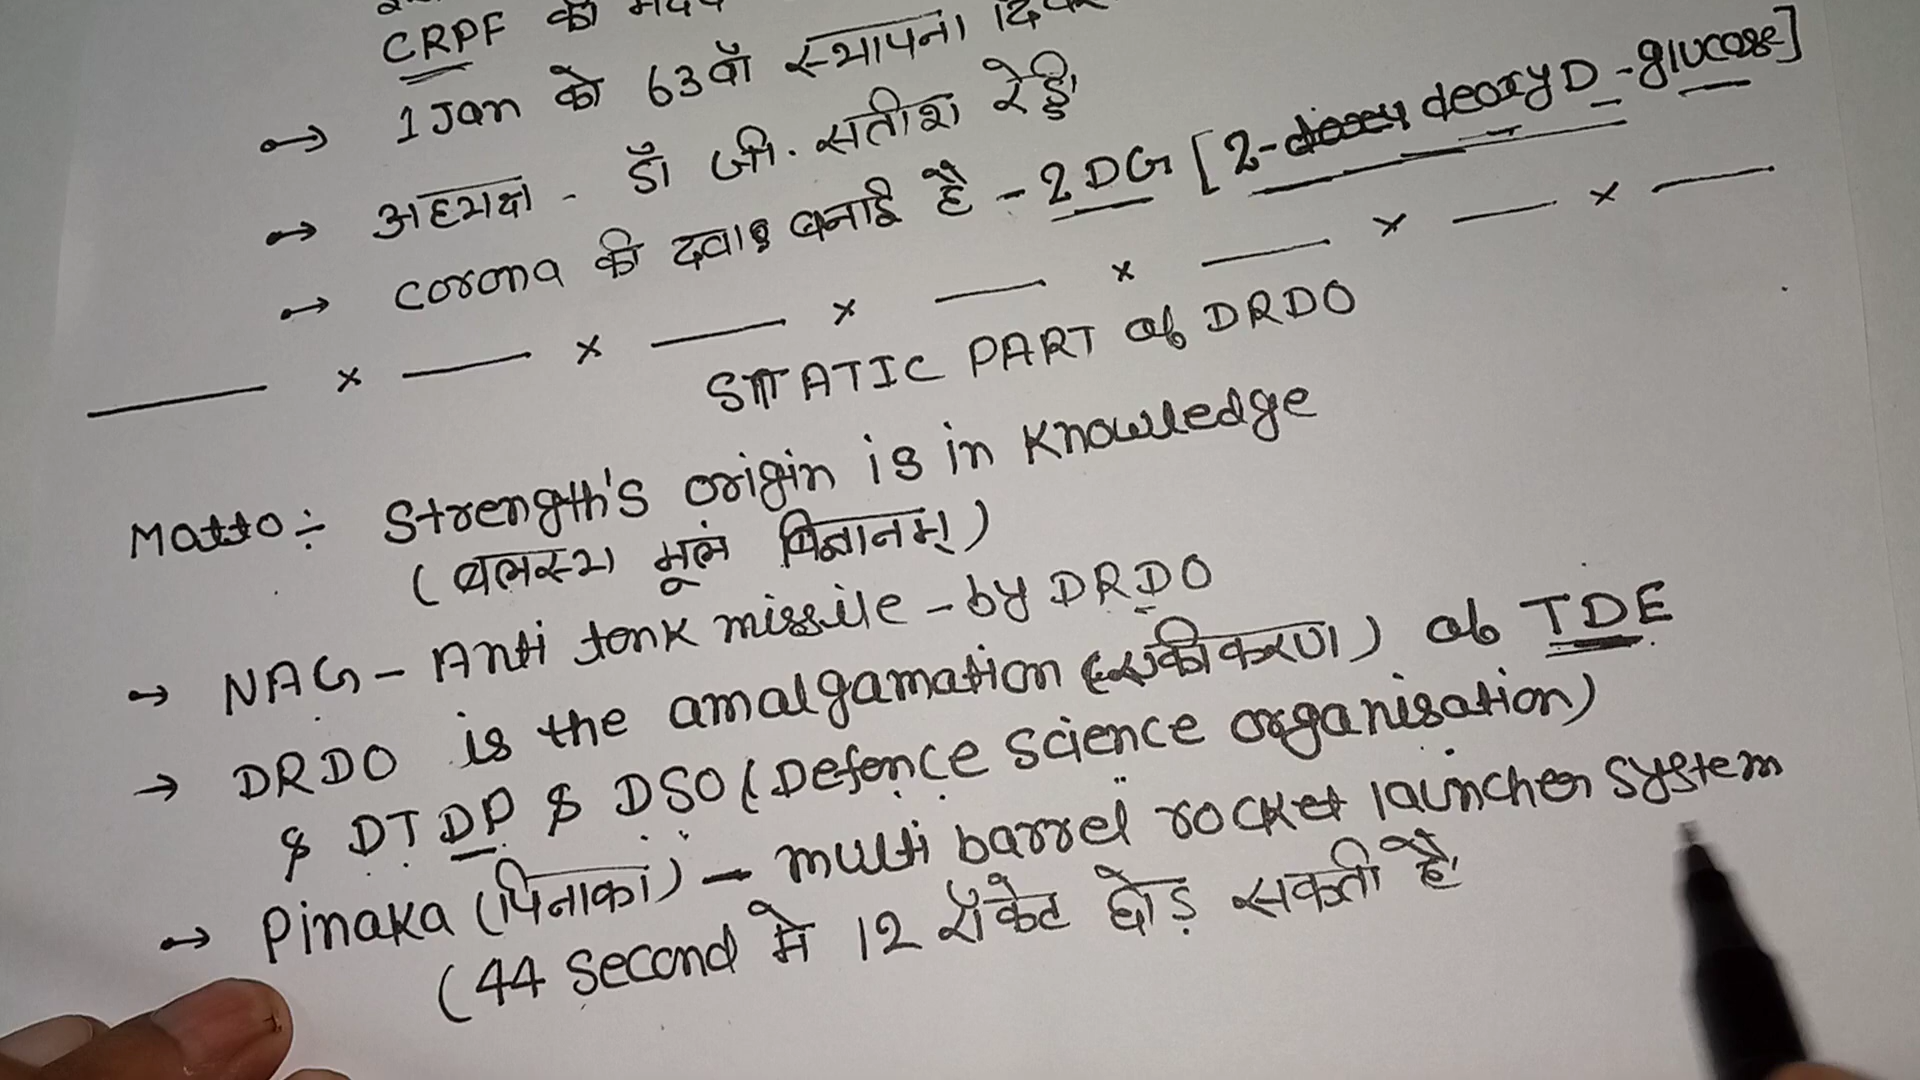 CRPF की मदद
→ 1 Jan को 63वाँ स्थापना दिवस
→ अध्यक्ष - डॉ जी. सतीश रेड्डी
→ corona की दवाई बनाई है - 2DG [2- deoxy D - glucose]
— x — x — x — x — x — x —
STATIC PART of DRDO
Motto ÷ Strength's origin is in Knowledge
(बलस्य मूलं विज्ञानम्)
→ NAG - Anti tank missile - by DRDO
→ DRDO is the amalgamation (एकीकरण) of TDE
& DTDP & DSO (Defence Science organisation)
→ Pinaka (पिनाका) - multi barrel rocket launcher system
(44 second मे 12 रॉकेट छोड़ सकती है।